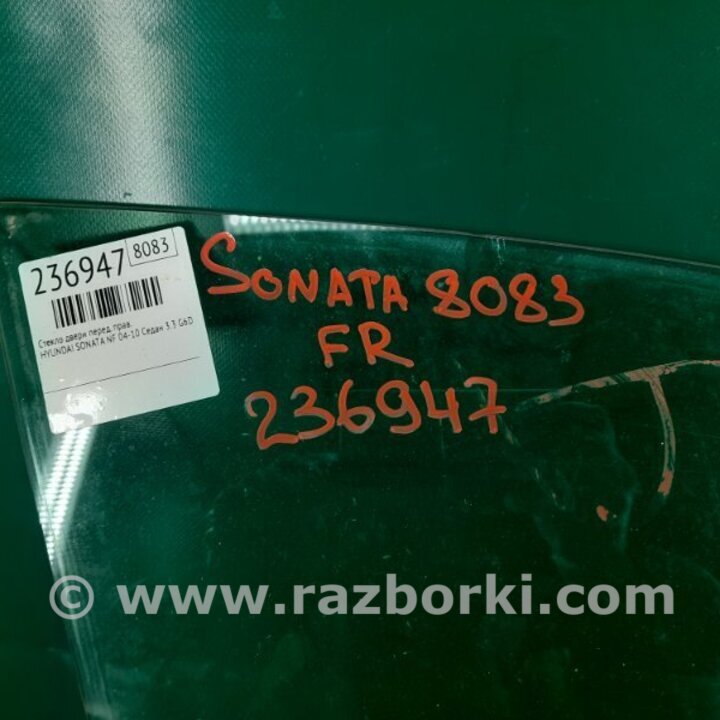 236947 8083
Стекло двери перед. прав.
HYUNDAI SONATA NF 04-10 Седан 3.3 G6D
SONATA 8083
FR
236947
© www.razborki.com